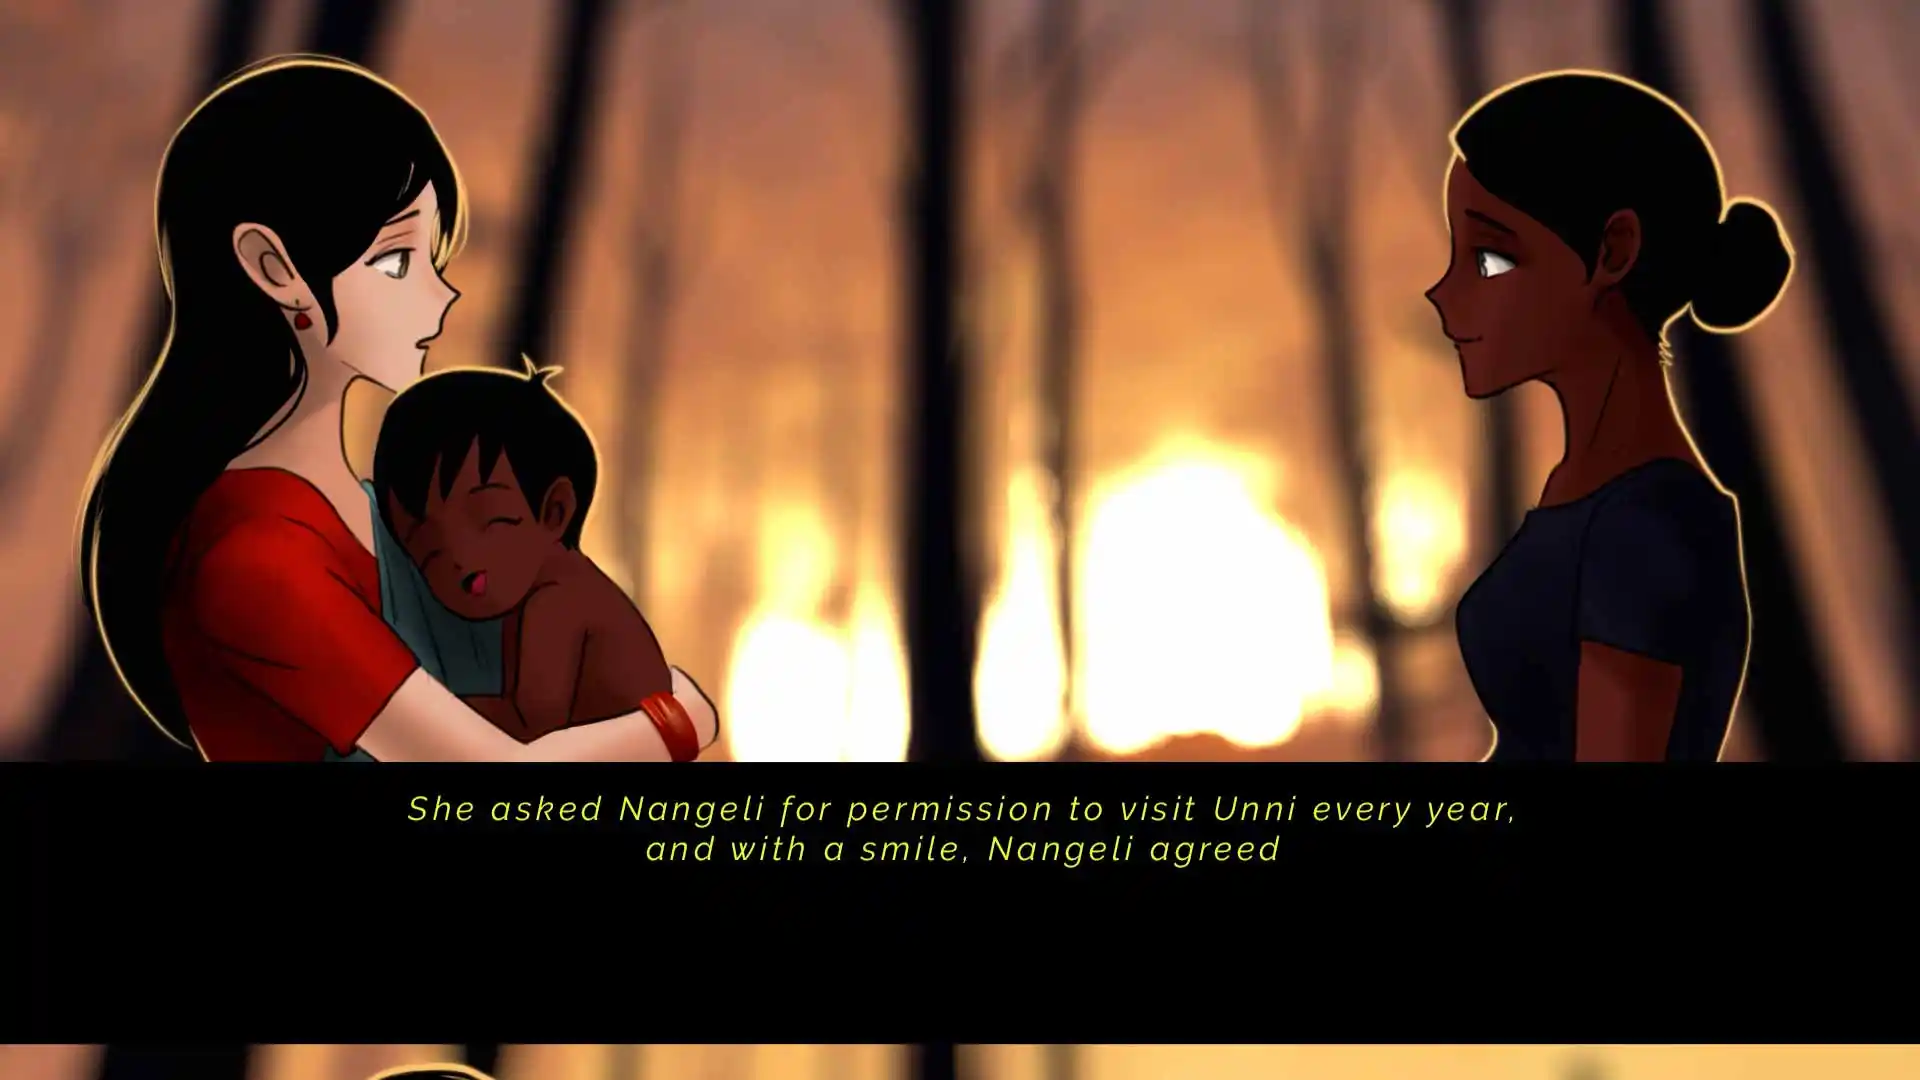 She asked Nangeli for permission to visit Unni every year,
and with a smile, Nangeli agreed